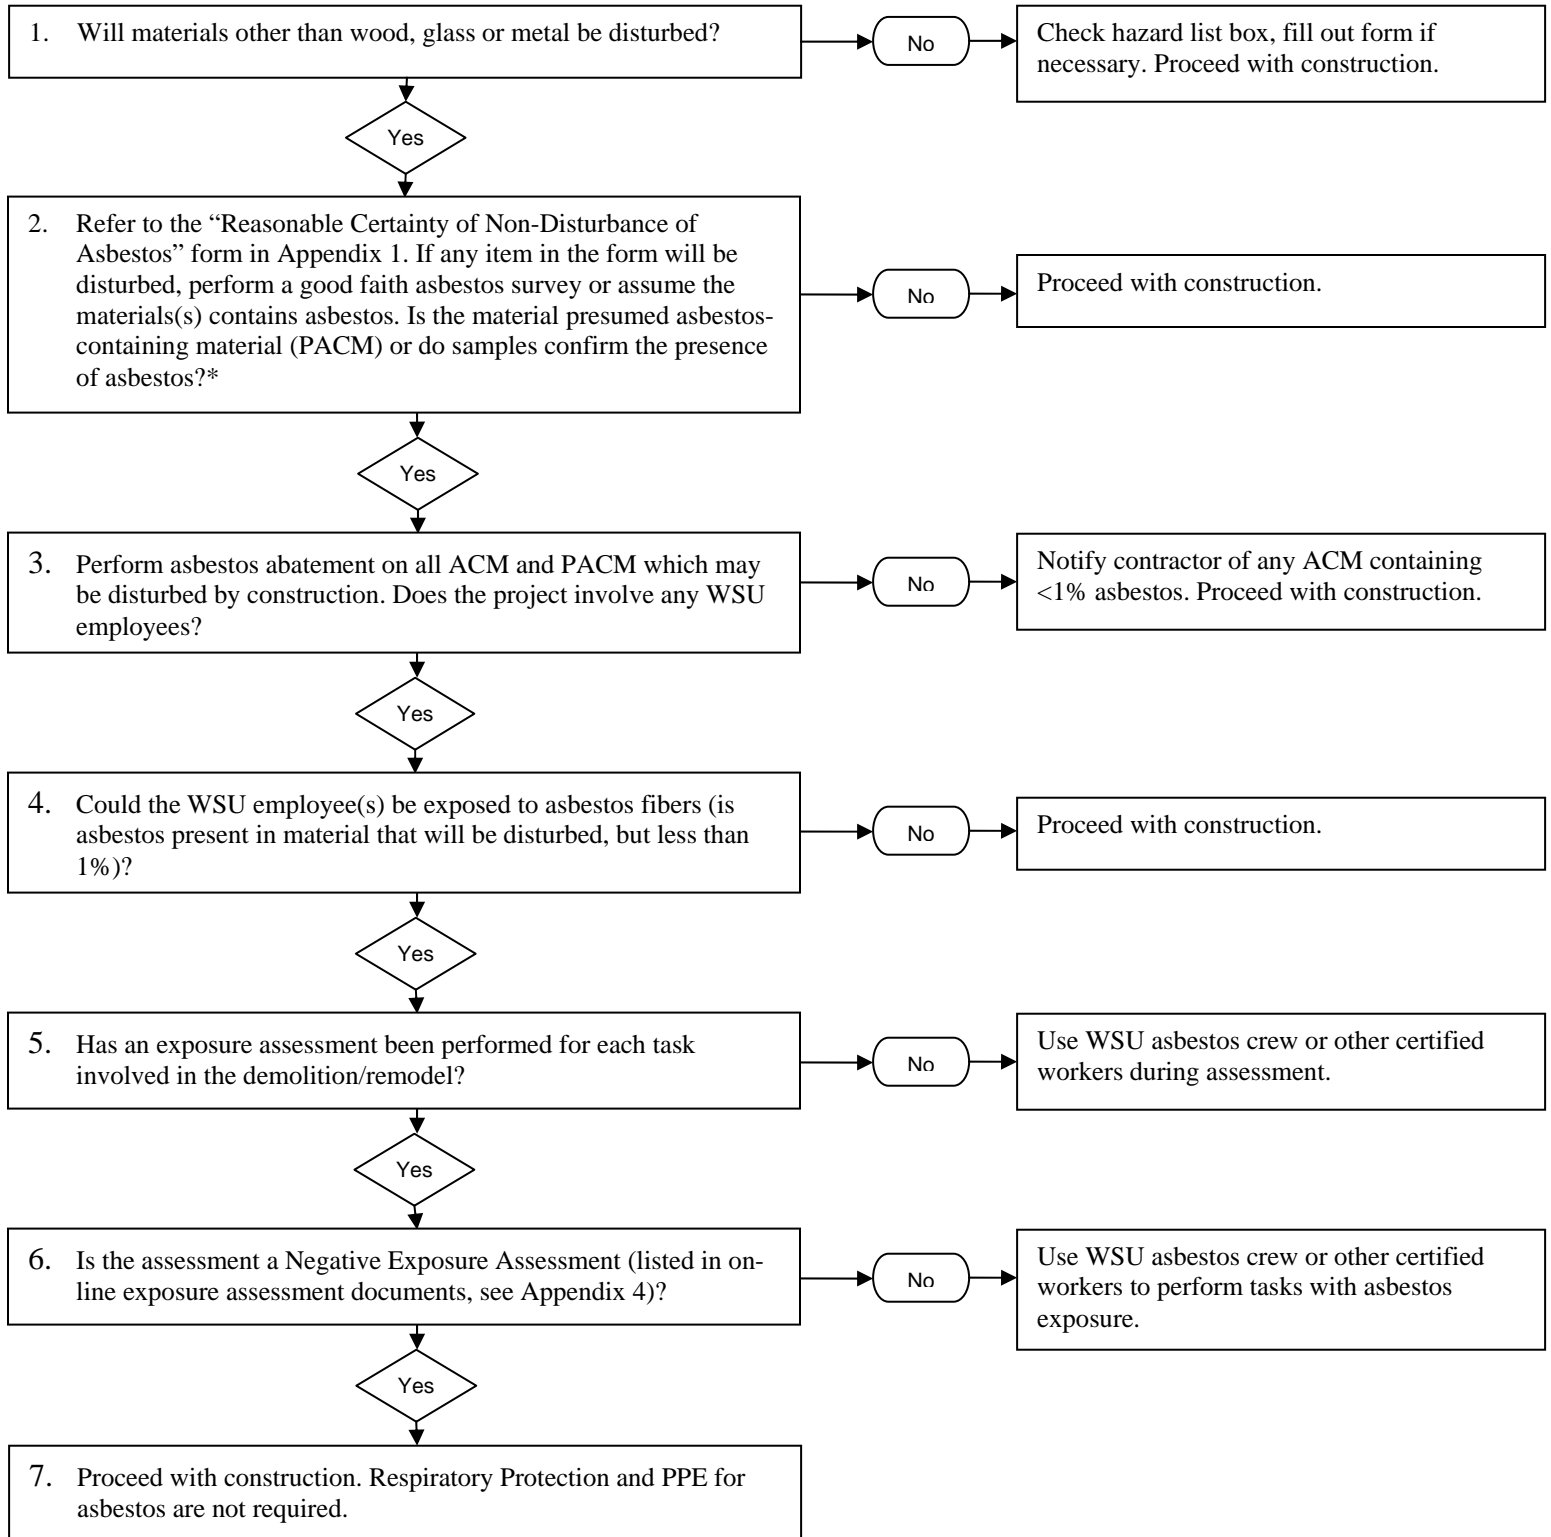 1. Will materials other than wood, glass or metal be disturbed?
No
Check hazard list box, fill out form if
necessary. Proceed with construction.
Yes
2. Refer to the “Reasonable Certainty of Non-Disturbance of
Asbestos” form in Appendix 1. If any item in the form will be
disturbed, perform a good faith asbestos survey or assume the
materials(s) contains asbestos. Is the material presumed asbestos-
containing material (PACM) or do samples confirm the presence
of asbestos?*
No
Proceed with construction.
Yes
3. Perform asbestos abatement on all ACM and PACM which may
be disturbed by construction. Does the project involve any WSU
employees?
No
Notify contractor of any ACM containing
<1% asbestos. Proceed with construction.
Yes
4. Could the WSU employee(s) be exposed to asbestos fibers (is
asbestos present in material that will be disturbed, but less than
1%)?
No
Proceed with construction.
Yes
5. Has an exposure assessment been performed for each task
involved in the demolition/remodel?
No
Use WSU asbestos crew or other certified
workers during assessment.
Yes
6. Is the assessment a Negative Exposure Assessment (listed in on-
line exposure assessment documents, see Appendix 4)?
No
Use WSU asbestos crew or other certified
workers to perform tasks with asbestos
exposure.
Yes
7. Proceed with construction. Respiratory Protection and PPE for
asbestos are not required.